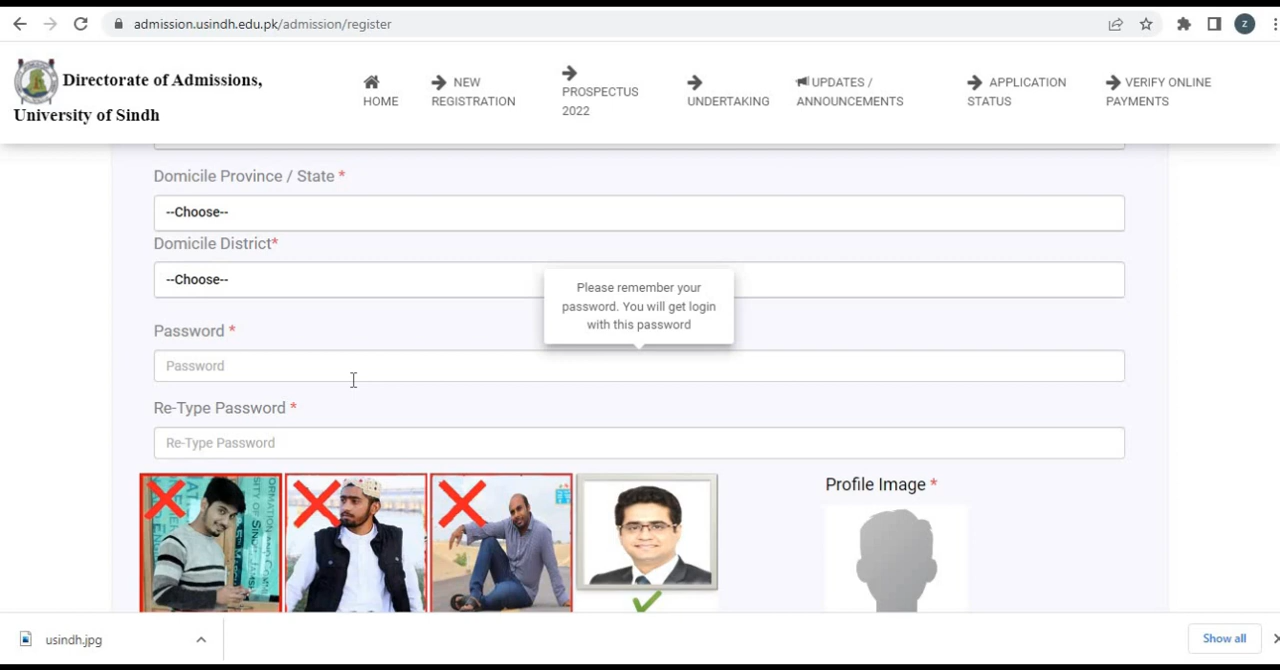 admission.usindh.edu.pk/admission/register
Z
Directorate of Admissions,
University of Sindh
HOME
NEW
REGISTRATION
PROSPECTUS
2022
UNDERTAKING
UPDATES /
ANNOUNCEMENTS
APPLICATION
STATUS
VERIFY ONLINE
PAYMENTS
Domicile Province / State *
--Choose--
Domicile District*
--Choose--
Please remember your
password. You will get login
with this password
Password *
Password
Re-Type Password *
Re-Type Password
Profile Image *
usindh.jpg
Show all